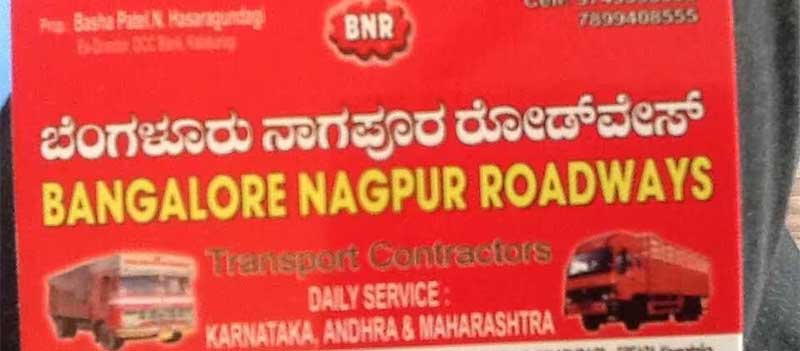 Prop. Basha Patel.N. Hasaragundagi
BNR
7899408555
ಬೆಂಗಳೂರು ನಾಗಪೂರ ರೋಡ್‌ವೇಸ್
BANGALORE NAGPUR ROADWAYS
Transport Contractors
DAILY SERVICE :
KARNATAKA, ANDHRA & MAHARASHTRA